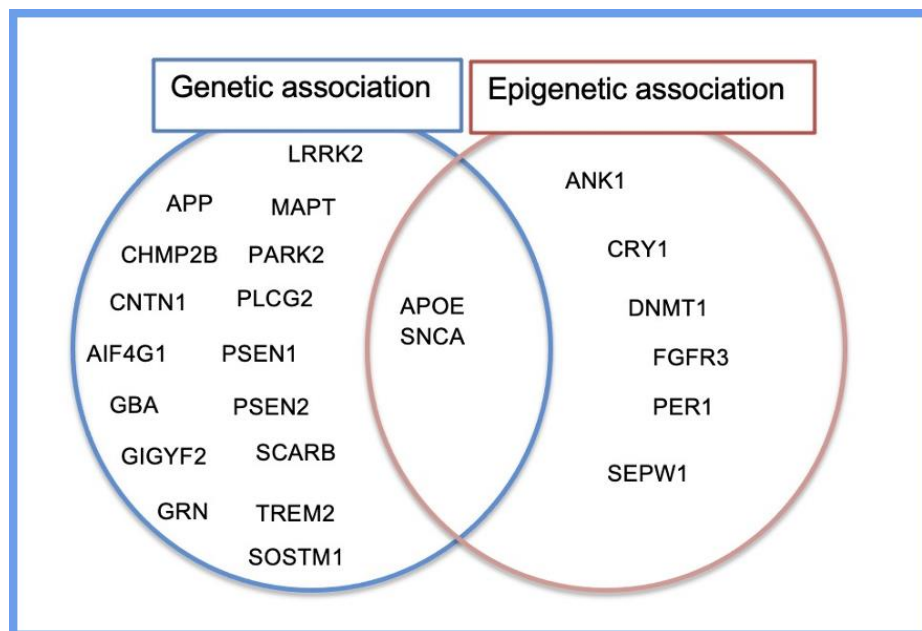 Genetic association
Epigenetic association
LRRK2
APP
MAPT
CHMP2B
PARK2
CNTN1
PLCG2
AIF4G1
PSEN1
GBA
PSEN2
GIGYF2
SCARB
GRN
TREM2
SOSTM1
APOE
SNCA
ANK1
CRY1
DNMT1
FGFR3
PER1
SEPW1